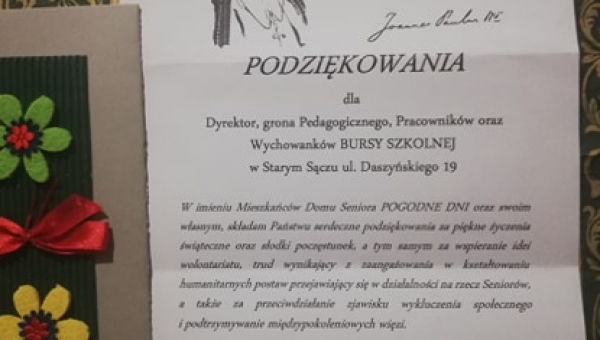 Joannes Paulus PP II
PODZIĘKOWANIA
dla
Dyrektor, grona Pedagogicznego, Pracowników oraz
Wychowanków BURSY SZKOLNEJ
w Starym Sączu ul. Daszyńskiego 19
W imieniu Mieszkańców Domu Seniora POGODNE DNI oraz swoim
własnym, składam Państwu serdeczne podziękowania za piękne życzenia
świąteczne oraz słodki poczęstunek, a tym samym za wspieranie idei
wolontariatu, trud wynikający z zaangażowania w kształtowaniu
humanitarnych postaw przejawiający się w działalności na rzecz Seniorów,
a także za przeciwdziałanie zjawisku wykluczenia społecznego
i podtrzymywanie międzypokoleniowych więzi.